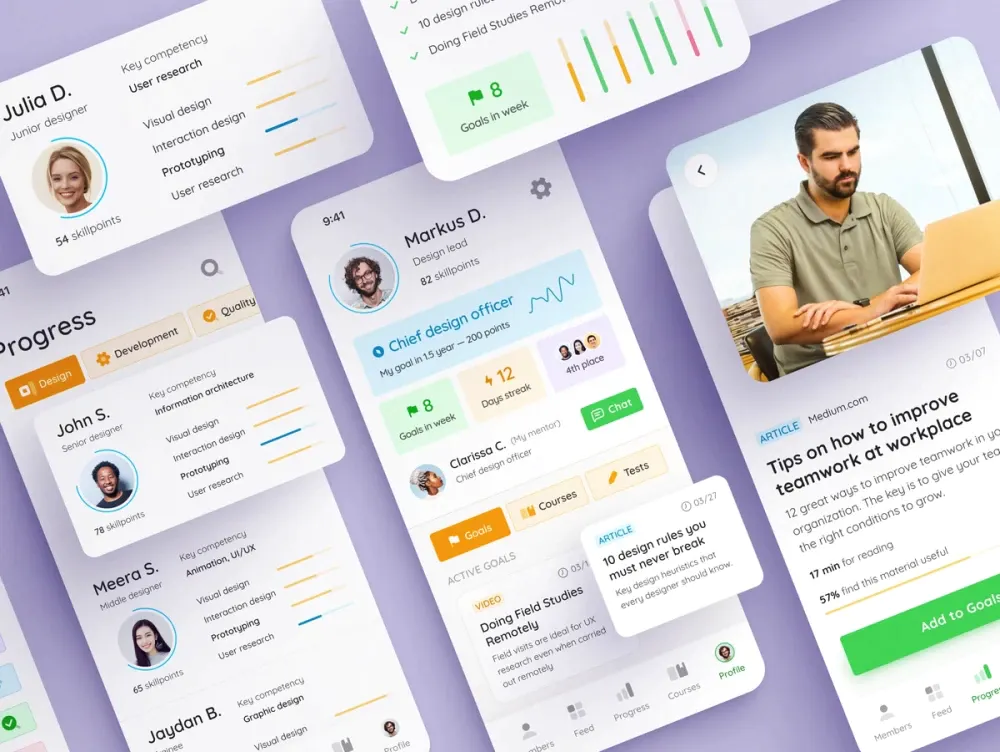 Julia D.
Junior designer
54 skillpoints
Key competency
User research
Visual design
Interaction design
Prototyping
User research
10 design rules
Doing Field Studies Remotely
8
Goals in week
41
Progress
Design
Development
Quality
John S.
Senior designer
78 skillpoints
Key competency
Information architecture
Visual design
Interaction design
Prototyping
User research
Meera S.
Middle designer
65 skillpoints
Key competency
Animation, UI/UX
Visual design
Interaction design
Prototyping
User research
Jaydan B.
Key competency
Graphic design
Visual design
Profile
9:41
Markus D.
Design lead
82 skillpoints
Chief design officer
My goal in 1.5 year — 200 points
8
Goals in week
12
Days streak
4th place
Clarissa C. (My mentor)
Chief design officer
Chat
Goals
Courses
Tests
ACTIVE GOALS
VIDEO
Doing Field Studies
Remotely
Field visits are ideal for UX
research even when carried
out remotely
ARTICLE
03/27
10 design rules you
must never break
Key design heuristics that
every designer should know.
Feed
Progress
Courses
Profile
03/07
ARTICLE
Medium.com
Tips on how to improve
teamwork at workplace
12 great ways to improve teamwork in
organization. The key is to give your
the right conditions to grow.
17 min for reading
57% find this material useful
Add to Goals
Members
Feed